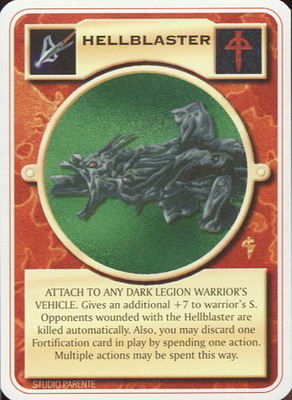 HELLBLASTER
ATTACH TO ANY DARK LEGION WARRIOR'S
VEHICLE. Gives an additional +7 to warrior's S.
Opponents wounded with the Hellblaster are
killed automatically. Also, you may discard one
Fortification card in play by spending one action.
Multiple actions may be spent this way.
STUDIO PARENTE